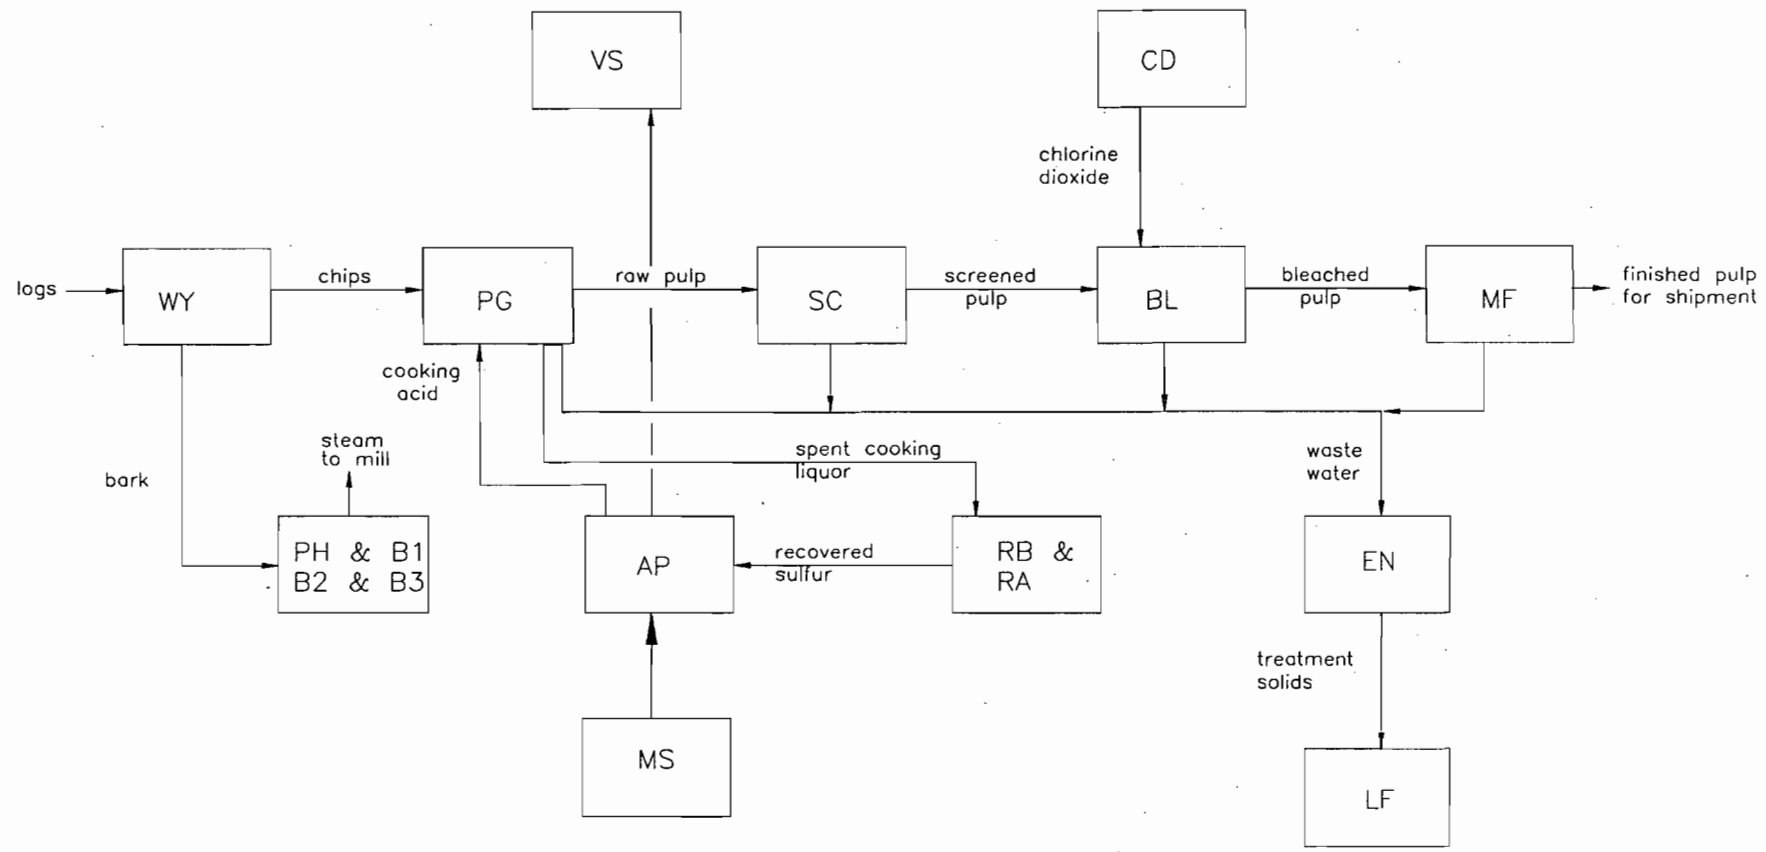 VS
CD
chlorine
dioxide
logs
WY
chips
PG
raw pulp
SC
screened
pulp
BL
bleached
pulp
MF
finished pulp
for shipment
cooking
acid
steam
to mill
bark
spent cooking
liquor
waste
water
PH & B1
B2 & B3
AP
recovered
sulfur
RB &
RA
EN
treatment
solids
MS
LF